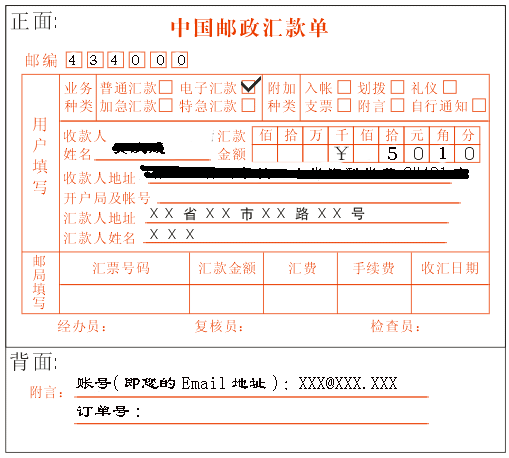 正面:
中国邮政汇款单
邮编 4 3 4 0 0 0
业务 普通汇款 电子汇款 附加 入帐 划拨 礼仪
种类 加急汇款 特急汇款 种类 支票 附言 自行通知
用户填写
收款人 汇款 佰 拾 万 千 佰 拾 元 角 分
姓名 金额 ¥ 5 0 1 0
收款人地址
开户局及帐号
汇款人地址 X X 省 X X 市 X X 路 X X 号
汇款人姓名 X X X
邮局填写
汇票号码 汇款金额 汇费 手续费 收汇日期
经办员: 复核员: 检查员:
背面:
附言: 账号(即您的Email地址): XXX@XXX.XXX
订单号: